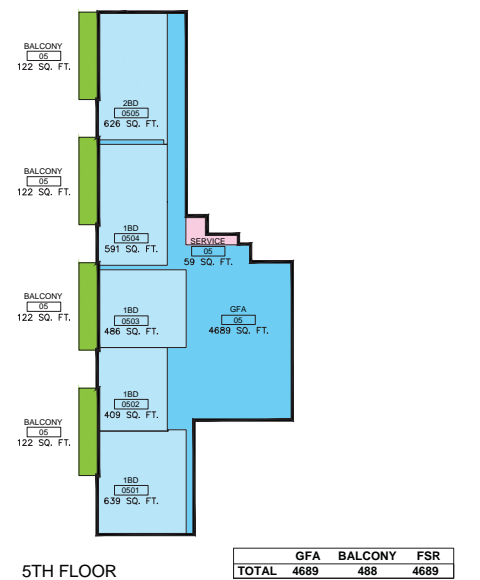 BALCONY
05
122 SQ. FT.
2BD
0505
626 SQ. FT.
BALCONY
05
122 SQ. FT.
1BD
0504
591 SQ. FT.
SERVICE
05
59 SQ. FT.
BALCONY
05
122 SQ. FT.
1BD
0503
486 SQ. FT.
GFA
05
4689 SQ. FT.
1BD
0502
409 SQ. FT.
BALCONY
05
122 SQ. FT.
1BD
0501
639 SQ. FT.
5TH FLOOR
GFA BALCONY FSR
TOTAL 4689 488 4689